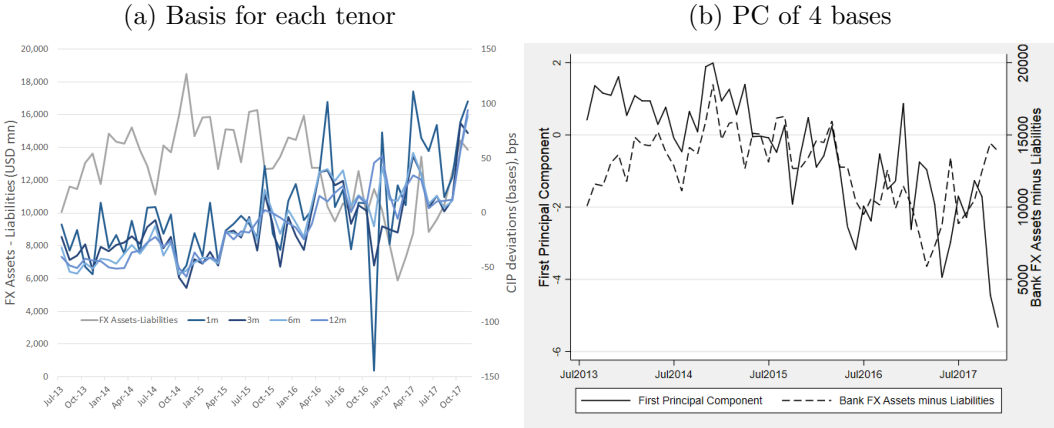 (a) Basis for each tenor
(b) PC of 4 bases
FX Assets - Liabilities (USD mn)
20,000
18,000
16,000
14,000
12,000
10,000
8,000
6,000
4,000
2,000
0
150
100
50
0
-50
-100
-150
CIP deviations (bases), bps
FX Assets-Liabilities 1m 3m 6m 12m
Jul-13 Oct-13 Jan-14 Apr-14 Jul-14 Oct-14 Jan-15 Apr-15 Jul-15 Oct-15 Jan-16 Apr-16 Jul-16 Oct-16 Jan-17 Apr-17 Jul-17 Oct-17
First Principal Component
2
0
-2
-4
-6
20000
15000
10000
5000
Bank FX Assets minus Liabilities
Jul2013 Jul2014 Jul2015 Jul2016 Jul2017
First Principal Component Bank FX Assets minus Liabilities